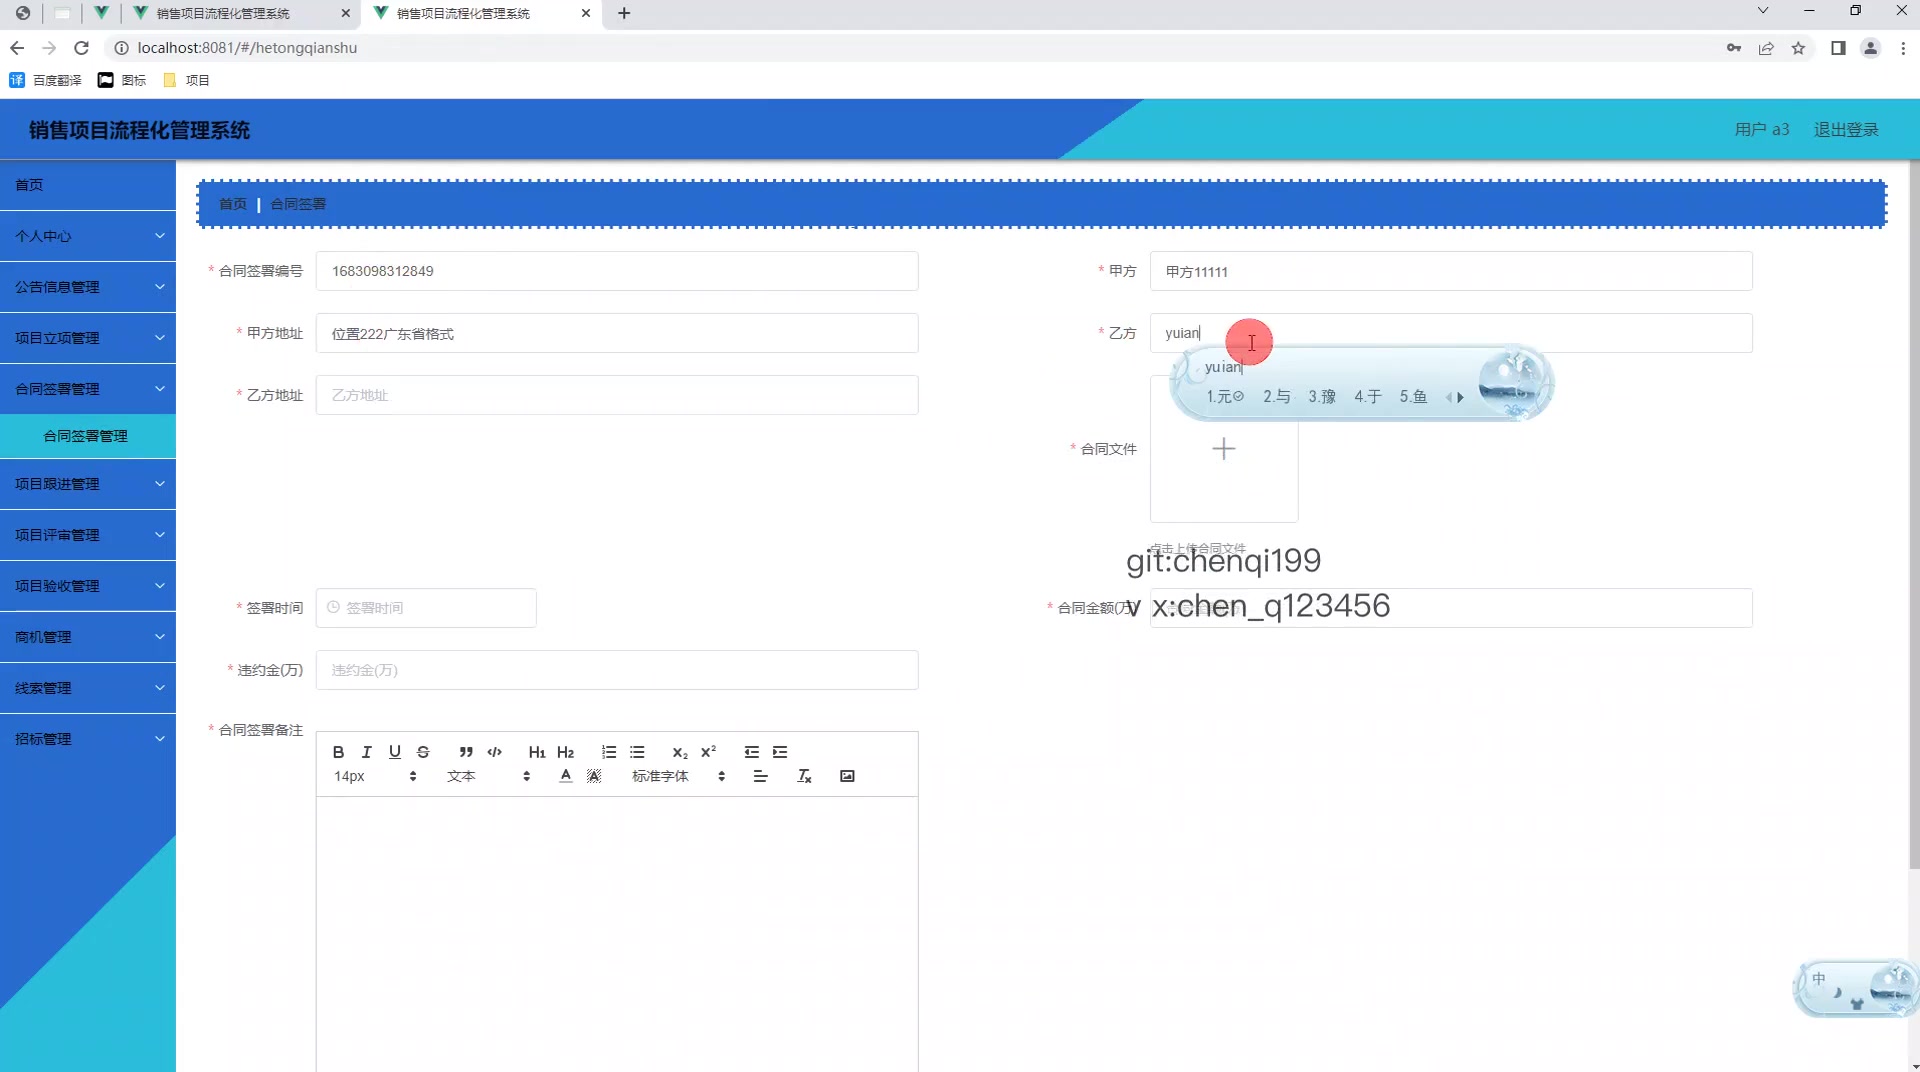 销售项目流程化管理系统
销售项目流程化管理系统
localhost:8081/#/hetongqianshu
译 百度翻译 图标 项目
销售项目流程化管理系统
用户 a3 退出登录
首页
个人中心
公告信息管理
项目立项管理
合同签署管理
合同签署管理
项目跟进管理
项目评审管理
项目验收管理
商机管理
线索管理
招标管理
首页 | 合同签署
* 合同签署编号 1683098312849
* 甲方 甲方11111
* 甲方地址 位置222广东省格式
* 乙方 yuian
yuian
1.元 2.与 3.豫 4.于 5.鱼
* 乙方地址 乙方地址
* 合同文件
点击上传合同文件
git:chenqi199
* 签署时间 签署时间
* 合同金额(万)
v x:chen_q123456
* 违约金(万) 违约金(万)
* 合同签署备注
B I U S H1 H2 X2 X2
14px 文本 A A 标准字体 Tx
中